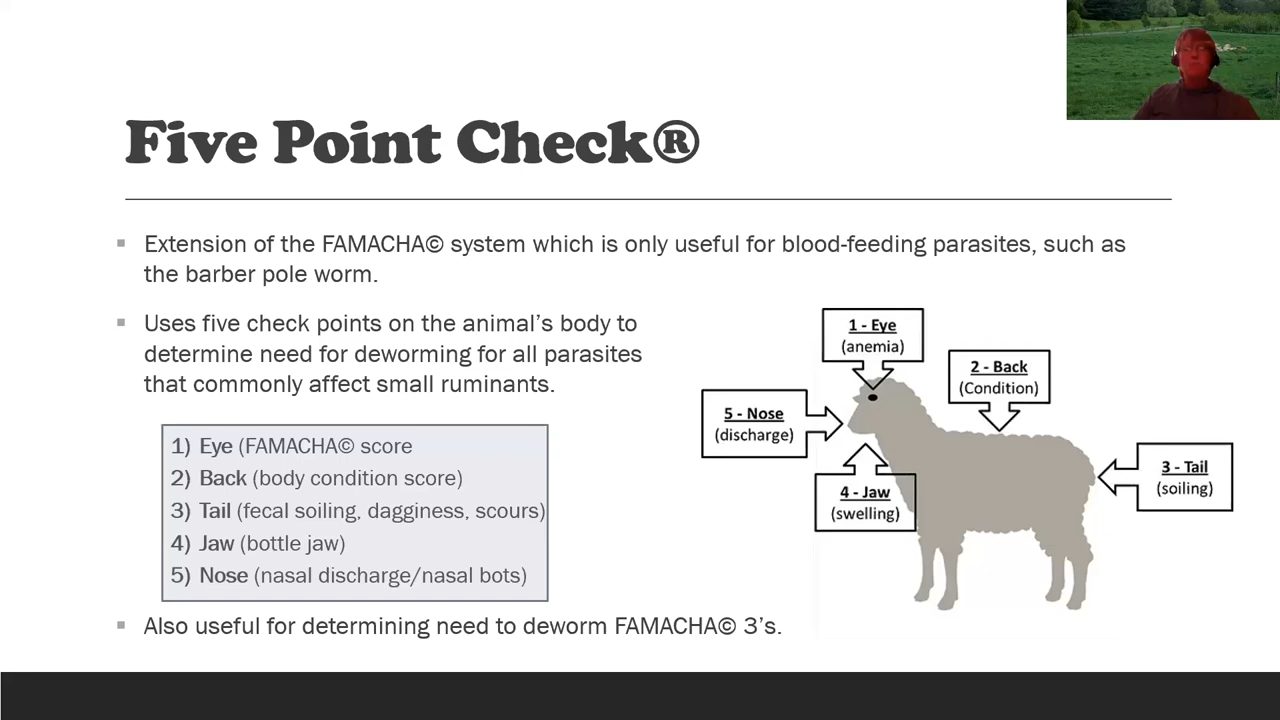 Five Point Check®
▪ Extension of the FAMACHA© system which is only useful for blood-feeding parasites, such as
the barber pole worm.
▪ Uses five check points on the animal's body to
determine need for deworming for all parasites
that commonly affect small ruminants.
1) Eye (FAMACHA© score
2) Back (body condition score)
3) Tail (fecal soiling, dagginess, scours)
4) Jaw (bottle jaw)
5) Nose (nasal discharge/nasal bots)
▪ Also useful for determining need to deworm FAMACHA© 3's.
1 - Eye
(anemia)
2 - Back
(Condition)
5 - Nose
(discharge)
3 - Tail
(soiling)
4 - Jaw
(swelling)